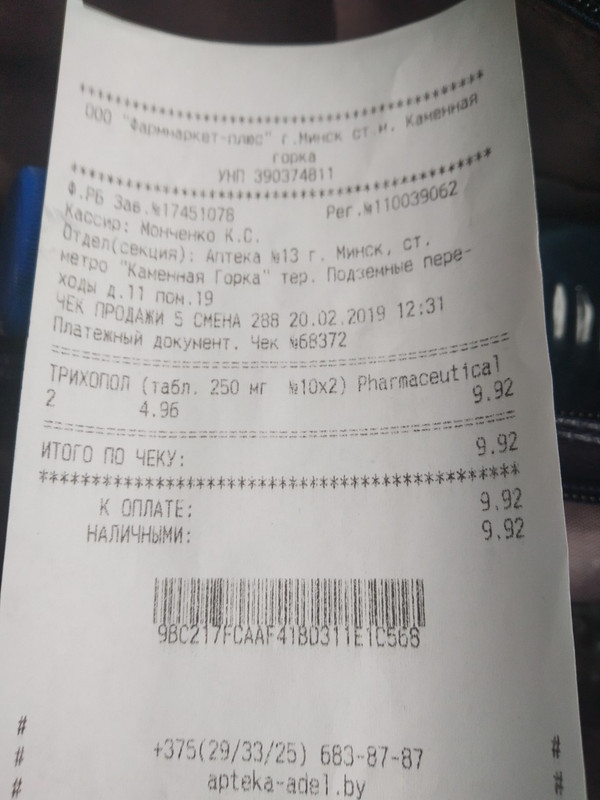 ************************************
ООО "Фарммаркет-плюс" г.Минск ст.м. Каменная
горка
УНП 390374811
************************************
Ф.РБ Зав.№17451078 Рег.№110039062
Кассир: Монченко К.С.
Отдел(секция): Аптека №13 г. Минск, ст.
метро "Каменная Горка" тер. Подземные пере-
ходы д.11 пом.19
ЧЕК ПРОДАЖИ 5 СМЕНА 288 20.02.2019 12:31
Платежный документ. Чек №68372
ТРИХОПОЛ (табл. 250 мг №10х2) Pharmaceutical
2 4.96 9.92
ИТОГО ПО ЧЕКУ: 9.92
************************************
К ОПЛАТЕ: 9.92
НАЛИЧНЫМИ: 9.92
9BC217FCAAF41BD311E1C568
#
# +375(29/33/25) 683-87-87 #
# apteka-adel.by #